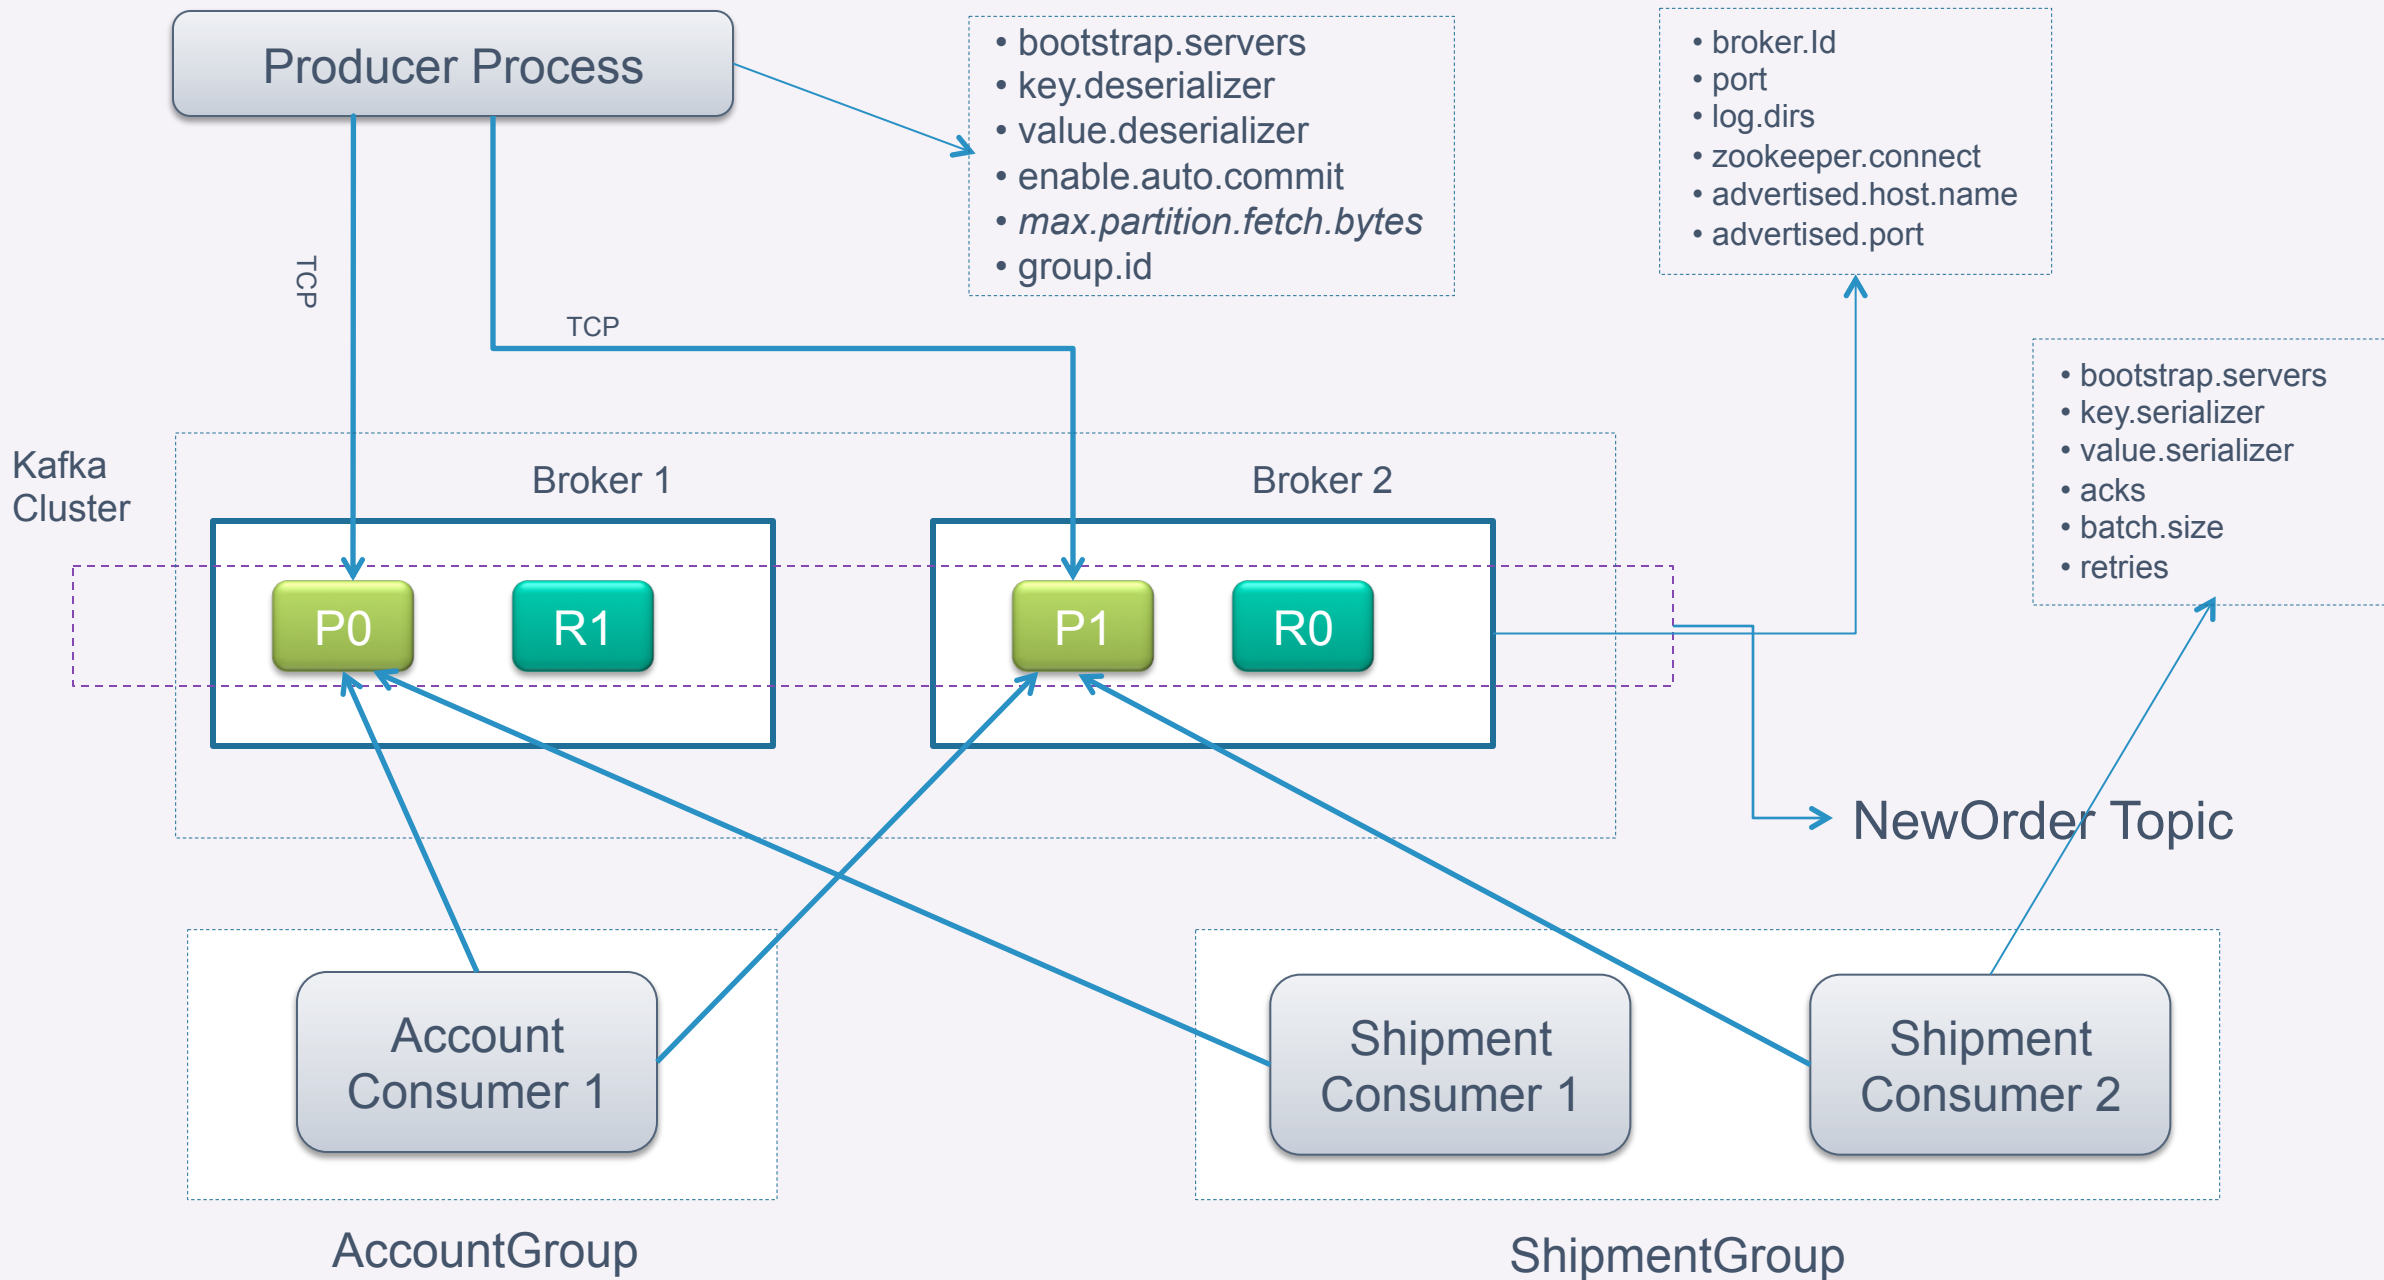 Producer Process
• bootstrap.servers
• key.deserializer
• value.deserializer
• enable.auto.commit
• max.partition.fetch.bytes
• group.id
• broker.Id
• port
• log.dirs
• zookeeper.connect
• advertised.host.name
• advertised.port
TCP
TCP
• bootstrap.servers
• key.serializer
• value.serializer
• acks
• batch.size
• retries
Kafka
Cluster
Broker 1
Broker 2
P0
R1
P1
R0
NewOrder Topic
Account
Consumer 1
Shipment
Consumer 1
Shipment
Consumer 2
AccountGroup
ShipmentGroup